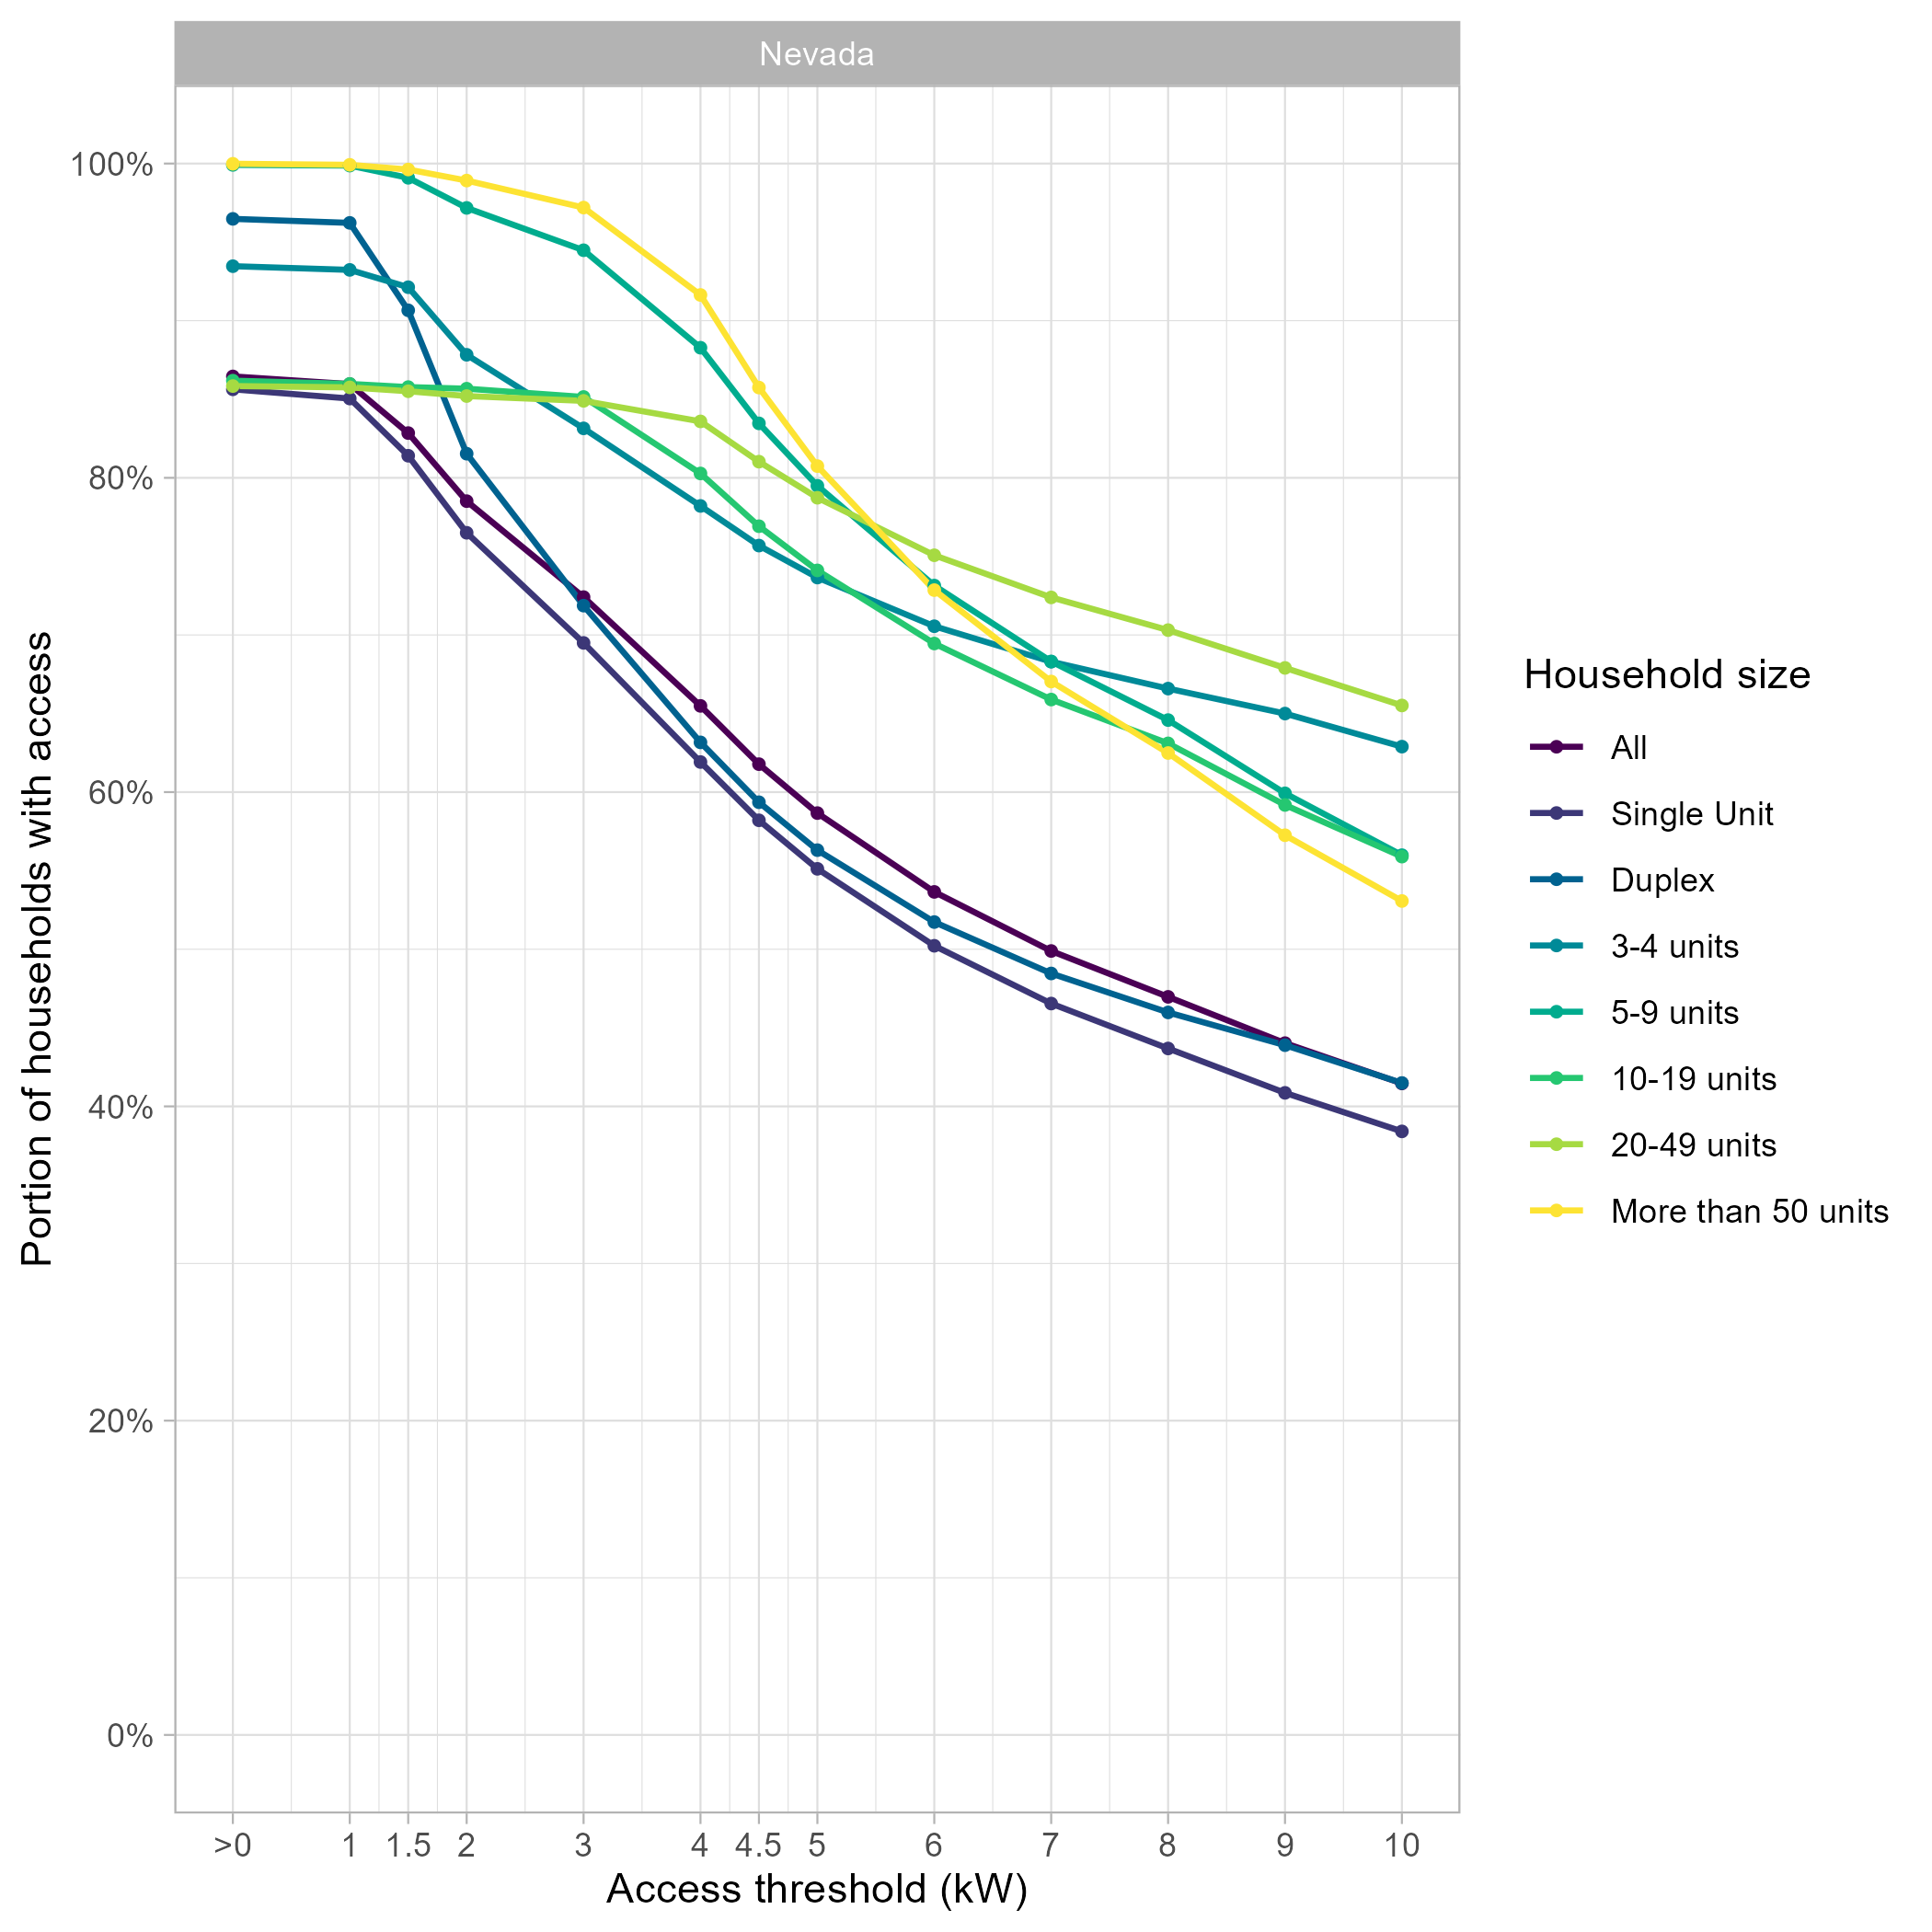 Nevada
100%
80%
60%
40%
20%
0%
Portion of households with access
>0 1 1.5 2 3 4 4.5 5 6 7 8 9 10
Access threshold (kW)
Household size
All
Single Unit
Duplex
3-4 units
5-9 units
10-19 units
20-49 units
More than 50 units